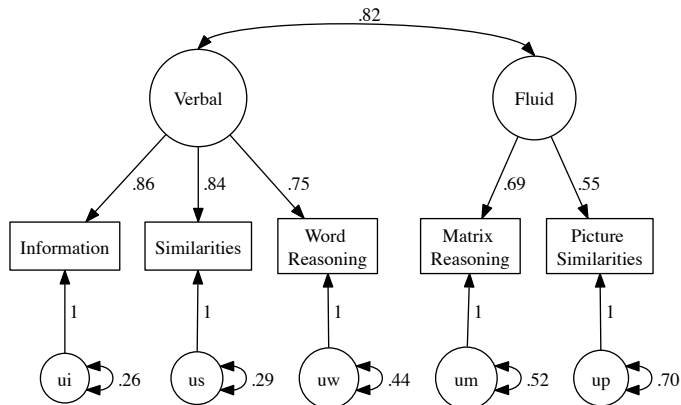 .82
Verbal
Fluid
.86
.84
.75
.69
.55
Information
Similarities
Word
Reasoning
Matrix
Reasoning
Picture
Similarities
1
1
1
1
1
ui
.26
us
.29
uw
.44
um
.52
up
.70